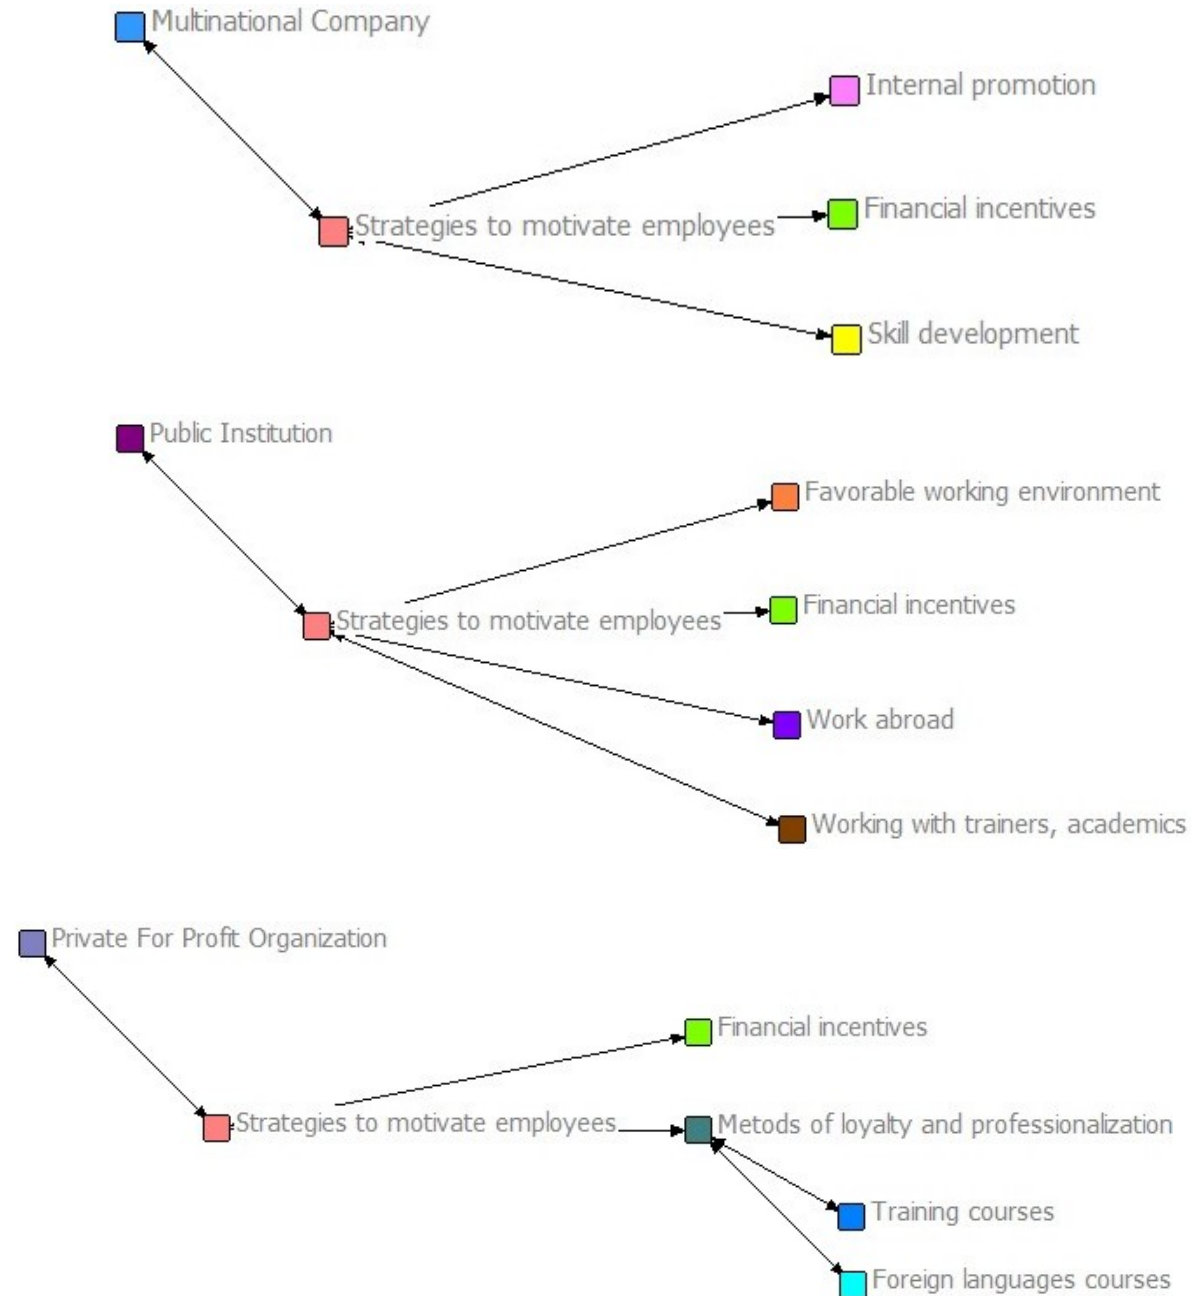 Multinational Company
Internal promotion
Strategies to motivate employees
Financial incentives
Skill development
Public Institution
Favorable working environment
Strategies to motivate employees
Financial incentives
Work abroad
Working with trainers, academics
Private For Profit Organization
Financial incentives
Strategies to motivate employees
Metods of loyalty and professionalization
Training courses
Foreign languages courses